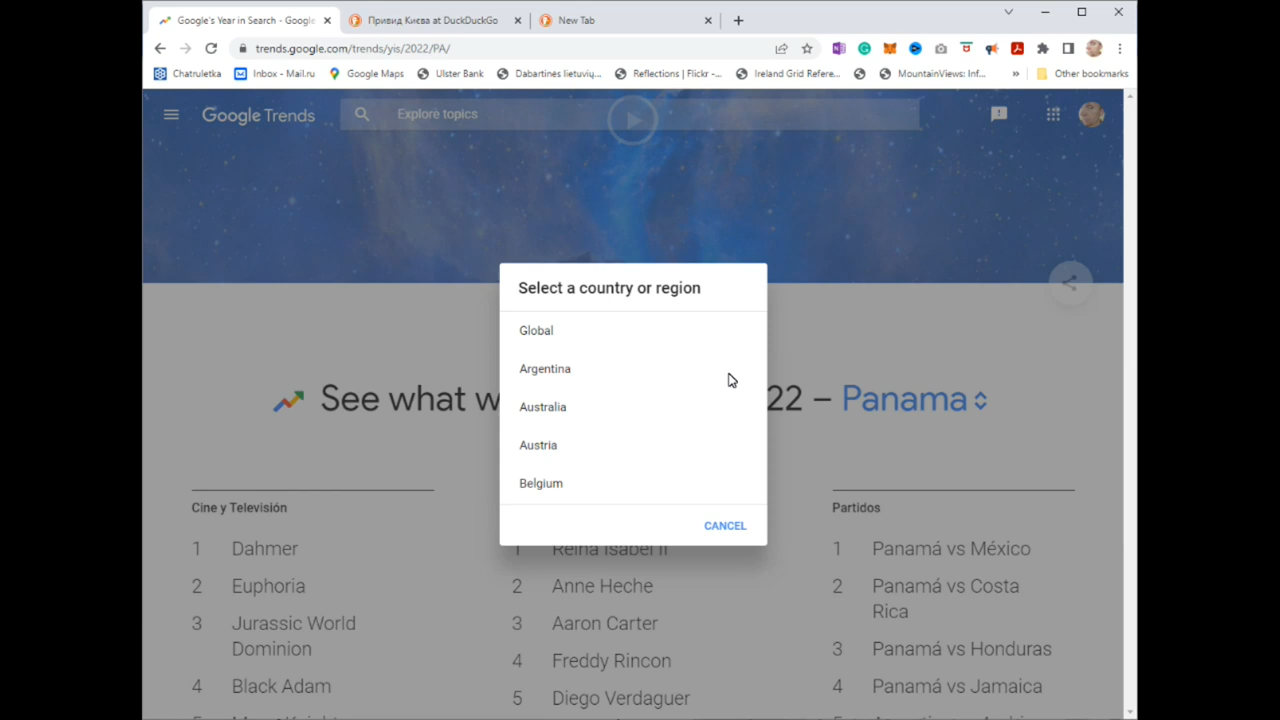 Google's Year in Search - Google
Привид Києва at DuckDuckGo
New Tab
trends.google.com/trends/yis/2022/PA/
Chatruletka
Inbox - Mail.ru
Google Maps
Ulster Bank
Dabartinės lietuvių...
Reflections | Flickr -...
Ireland Grid Refere...
MountainViews: Inf...
»
Other bookmarks
Google Trends
Explore topics
Select a country or region
Global
Argentina
Australia
Austria
Belgium
CANCEL
See what w
22 – Panama
Cine y Televisión
1 Dahmer
2 Euphoria
3 Jurassic World
Dominion
4 Black Adam
1 Reina Isabel II
2 Anne Heche
3 Aaron Carter
4 Freddy Rincon
5 Diego Verdaguer
Partidos
1 Panamá vs México
2 Panamá vs Costa
Rica
3 Panamá vs Honduras
4 Panamá vs Jamaica